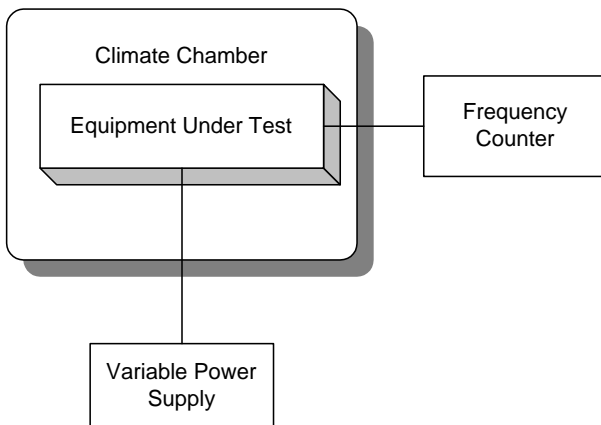 Climate Chamber
Equipment Under Test
Frequency
Counter
Variable Power
Supply